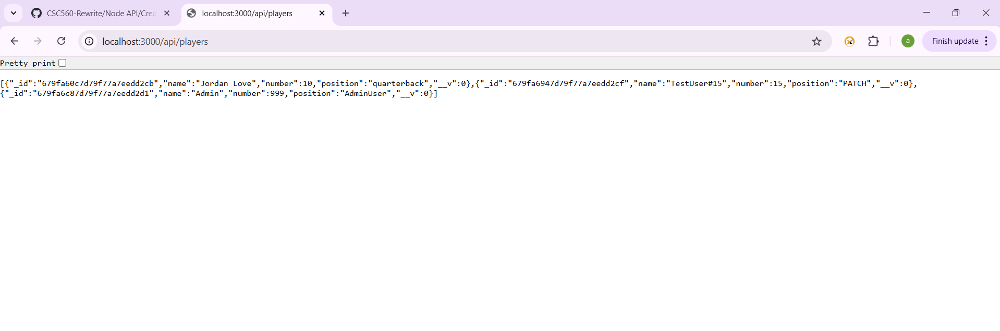 CSC560-Rewrite/Node API/Crea
localhost:3000/api/players
localhost:3000/api/players
a
Finish update
Pretty print
[{"_id":"679fa60c7d79f77a7eedd2cb","name":"Jordan Love","number":10,"position":"quarterback","__v":0},{"_id":"679fa6947d79f77a7eedd2cf","name":"TestUser#15","number":15,"position":"PATCH","__v":0},
{"_id":"679fa6c87d79f77a7eedd2d1","name":"Admin","number":999,"position":"AdminUser","__v":0}]